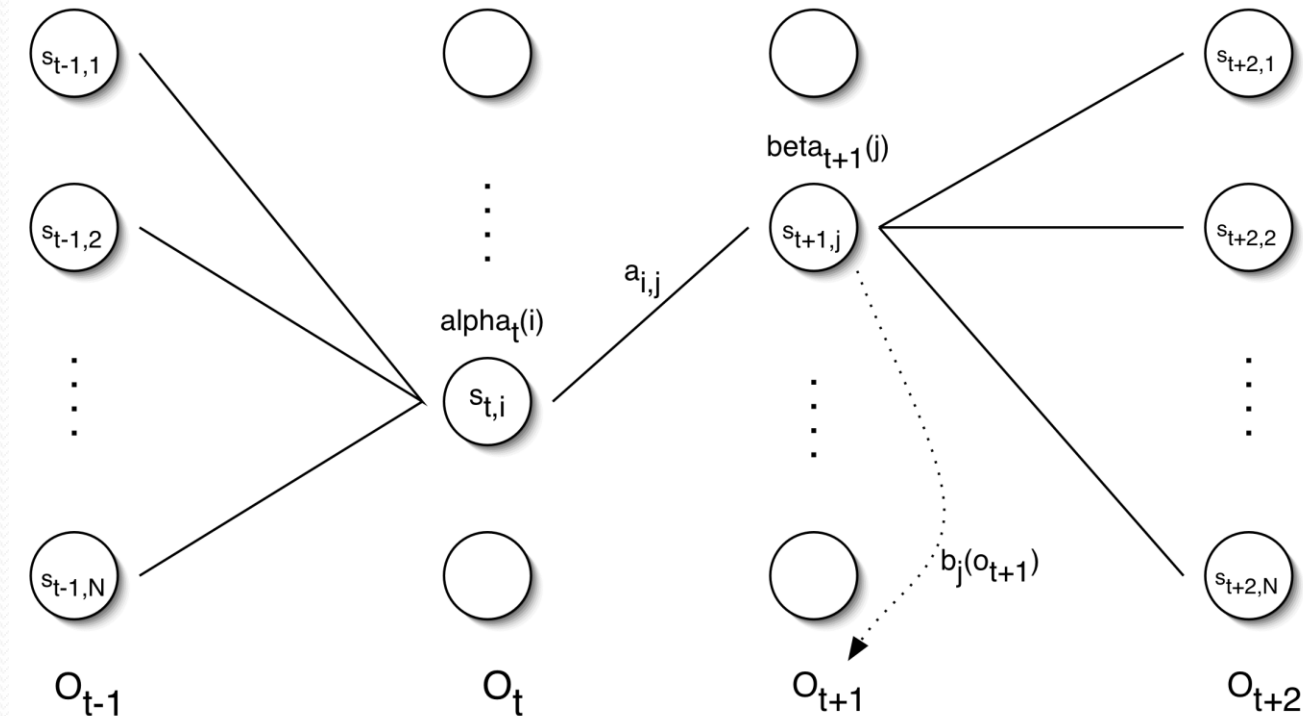 s_{t-1,1}
s_{t+2,1}
beta_{t+1}(j)
s_{t-1,2}
s_{t+1,j}
s_{t+2,2}
a_{i,j}
alpha_t(i)
s_{t,i}
b_j(o_{t+1})
s_{t-1,N}
s_{t+2,N}
O_{t-1}
O_t
O_{t+1}
O_{t+2}